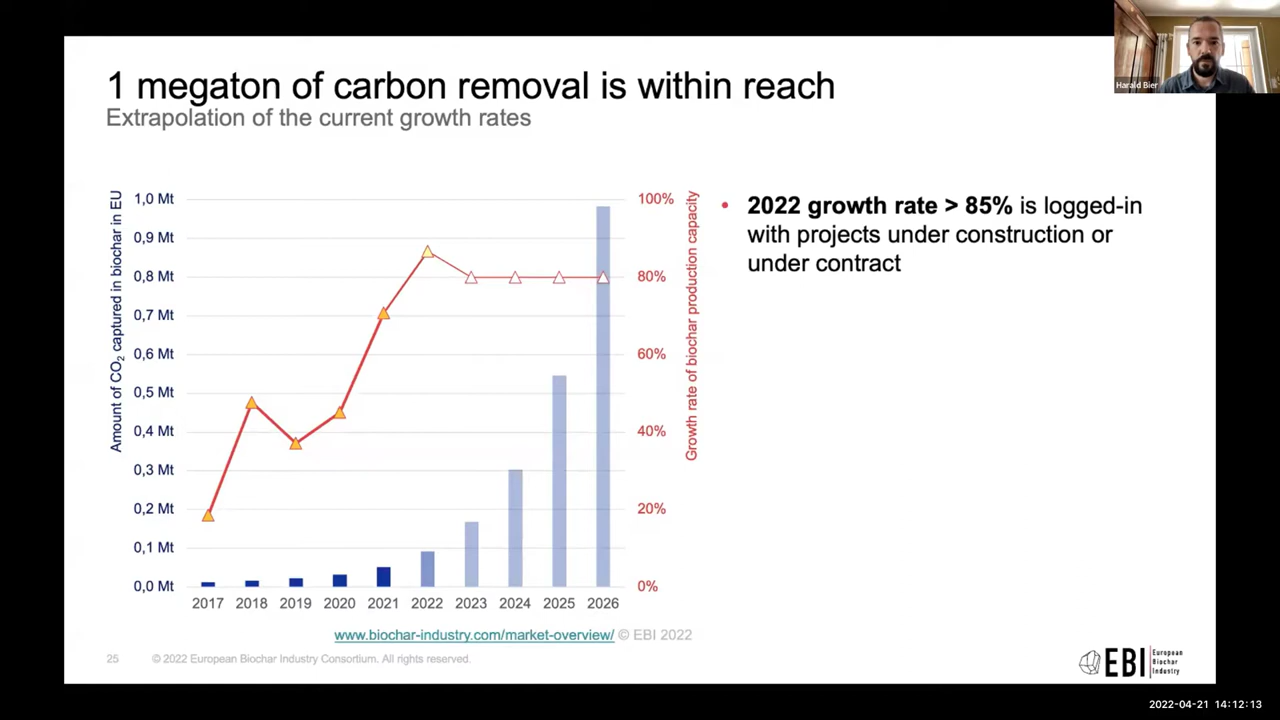 1 megaton of carbon removal is within reach
Extrapolation of the current growth rates
Harald Bier
Amount of CO₂ captured in biochar in EU
1,0 Mt
0,9 Mt
0,8 Mt
0,7 Mt
0,6 Mt
0,5 Mt
0,4 Mt
0,3 Mt
0,2 Mt
0,1 Mt
0,0 Mt
2017 2018 2019 2020 2021 2022 2023 2024 2025 2026
100%
80%
60%
40%
20%
0%
Growth rate of biochar production capacity
• 2022 growth rate > 85% is logged-in
with projects under construction or
under contract
www.biochar-industry.com/market-overview/ © EBI 2022
25 © 2022 European Biochar Industry Consortium. All rights reserved.
EBI
European
Biochar
Industry
2022-04-21 14:12:13